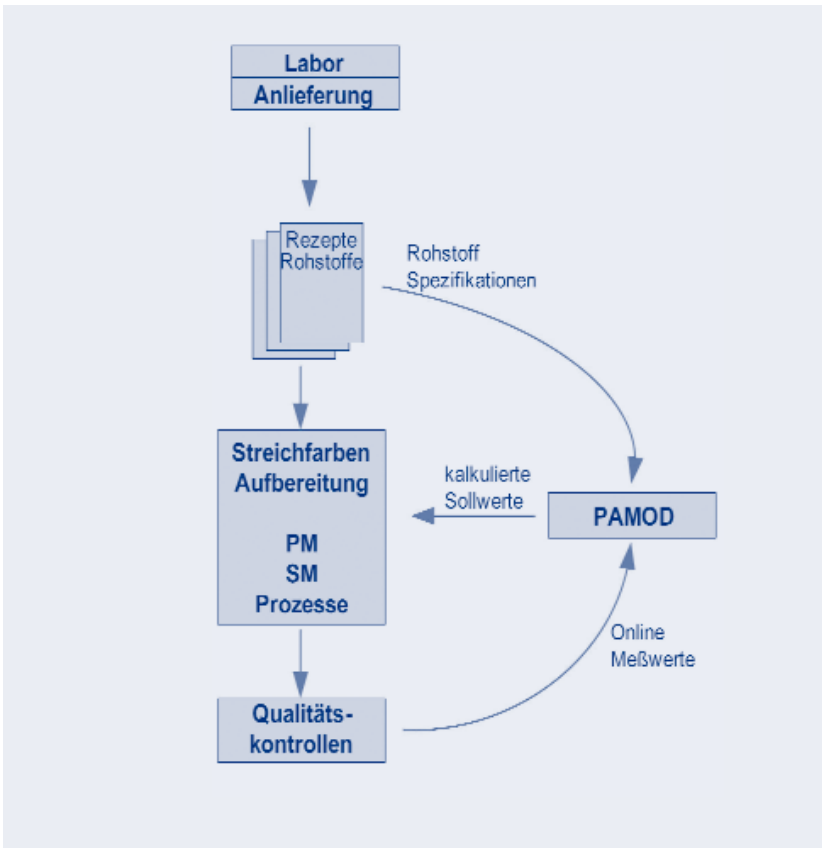 Labor
Anlieferung
Rezepte
Rohstoffe
Rohstoff
Spezifikationen
Streichfarben
Aufbereitung
PM
SM
Prozesse
kalkulierte
Sollwerte
PAMOD
Online
Meßwerte
Qualitäts-
kontrollen